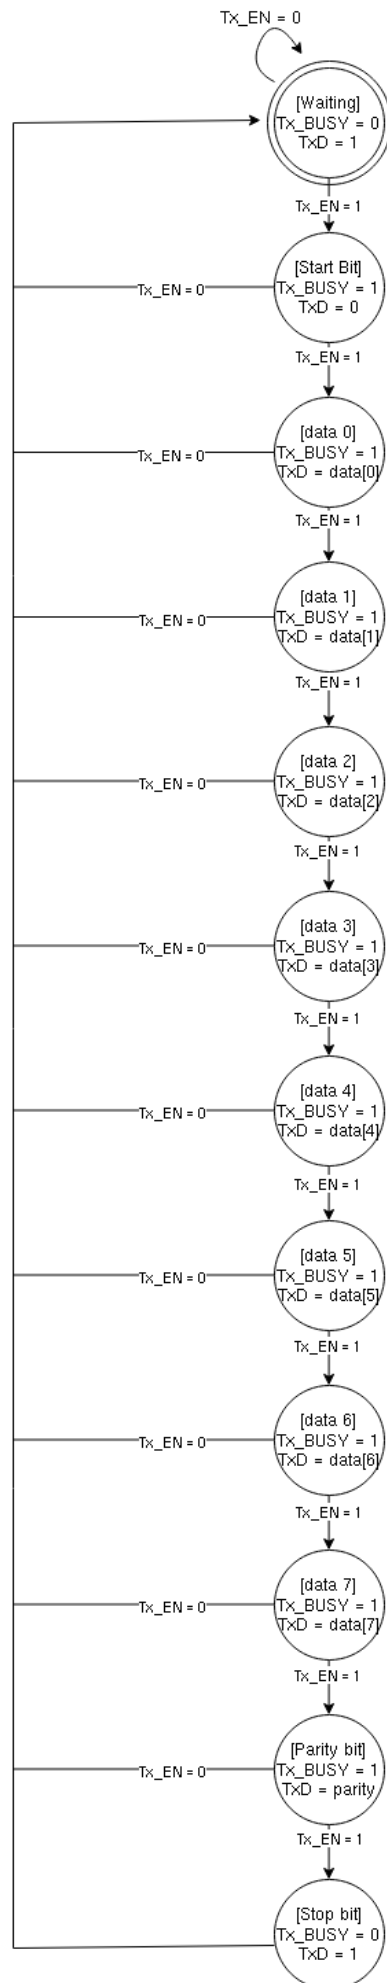 Tx_EN = 0
[Waiting]
Tx_BUSY = 0
TxD = 1
Tx_EN = 1
[Start Bit]
Tx_BUSY = 1
TxD = 0
Tx_EN = 0
Tx_EN = 1
[data 0]
Tx_BUSY = 1
TxD = data[0]
Tx_EN = 0
Tx_EN = 1
[data 1]
Tx_BUSY = 1
TxD = data[1]
Tx_EN = 0
Tx_EN = 1
[data 2]
Tx_BUSY = 1
TxD = data[2]
Tx_EN = 0
Tx_EN = 1
[data 3]
Tx_BUSY = 1
TxD = data[3]
Tx_EN = 0
Tx_EN = 1
[data 4]
Tx_BUSY = 1
TxD = data[4]
Tx_EN = 0
Tx_EN = 1
[data 5]
Tx_BUSY = 1
TxD = data[5]
Tx_EN = 0
Tx_EN = 1
[data 6]
Tx_BUSY = 1
TxD = data[6]
Tx_EN = 0
Tx_EN = 1
[data 7]
Tx_BUSY = 1
TxD = data[7]
Tx_EN = 0
Tx_EN = 1
[Parity bit]
Tx_BUSY = 1
TxD = parity
Tx_EN = 0
Tx_EN = 1
[Stop bit]
Tx_BUSY = 0
TxD = 1